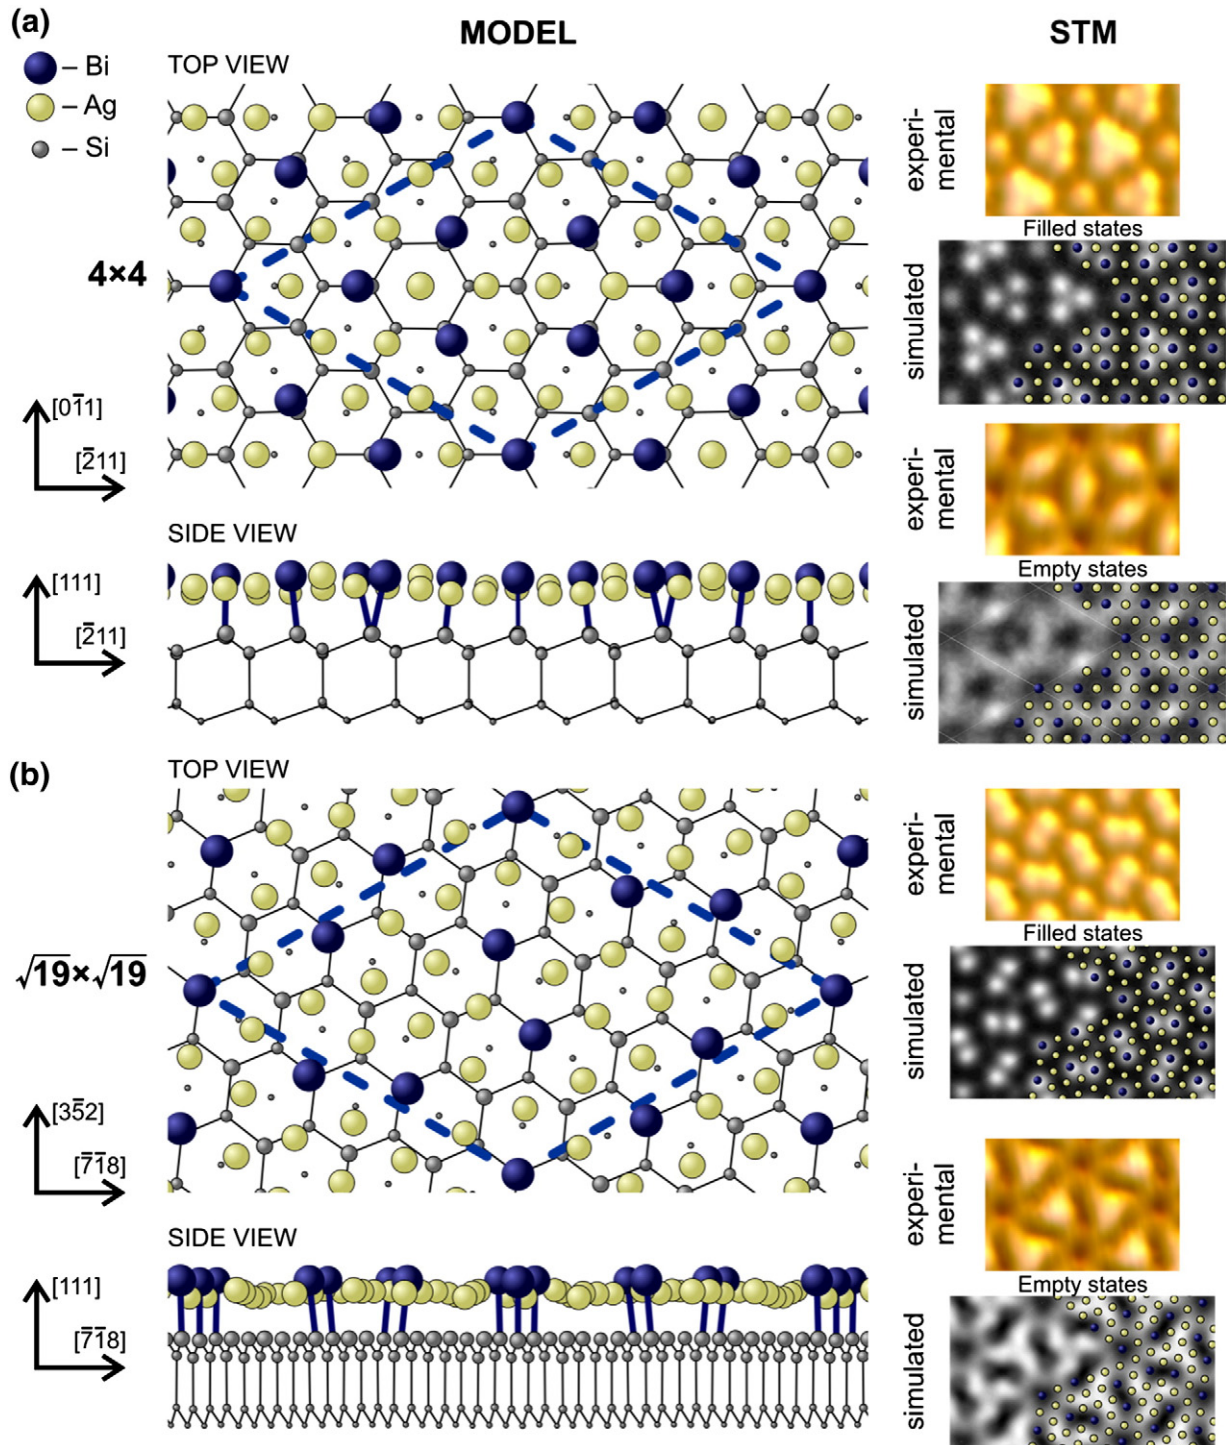 (a)
MODEL
STM
– Bi
– Ag
– Si
TOP VIEW
4×4
[01̅1]
[2̅11]
SIDE VIEW
[111]
[2̅11]
experi-
mental
Filled states
simulated
experi-
mental
Empty states
simulated
(b)
TOP VIEW
√19×√19
[35̅2]
[7̅1̅8]
SIDE VIEW
[111]
[7̅1̅8]
experi-
mental
Filled states
simulated
experi-
mental
Empty states
simulated